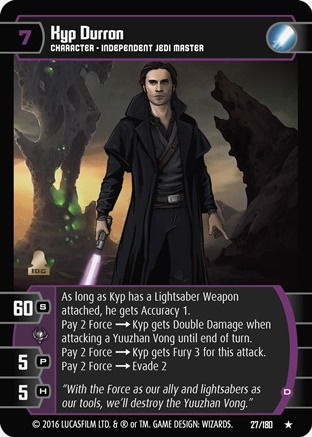 7 Kyp Durron
CHARACTER • INDEPENDENT JEDI MASTER
IDC
60 S
As long as Kyp has a Lightsaber Weapon
attached, he gets Accuracy 1.
Pay 2 Force → Kyp gets Double Damage when
attacking a Yuuzhan Vong until end of turn.
5 P
Pay 2 Force → Kyp gets Fury 3 for this attack.
Pay 2 Force → Evade 2
5 H
“With the Force as our ally and lightsabers as
our tools, we’ll destroy the Yuuzhan Vong.”
D
© 2016 LUCASFILM LTD. & ® or TM. GAME DESIGN: WIZARDS. 27/180 ★